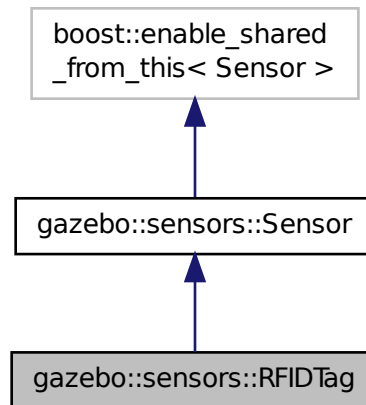 boost::enable_shared
_from_this< Sensor >
gazebo::sensors::Sensor
gazebo::sensors::RFIDTag